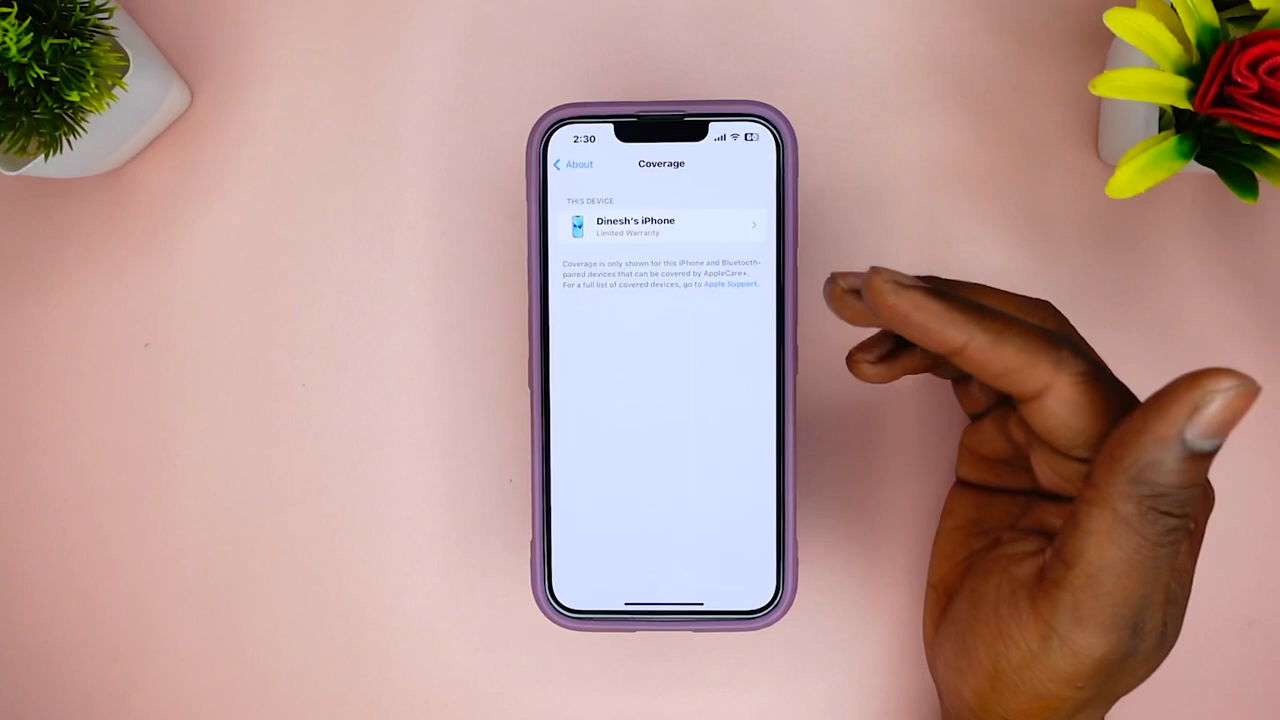 2:30
About
Coverage
THIS DEVICE
Dinesh's iPhone
Limited Warranty
Coverage is only shown for this iPhone and Bluetooth-
paired devices that can be covered by AppleCare+.
For a full list of covered devices, go to Apple Support.